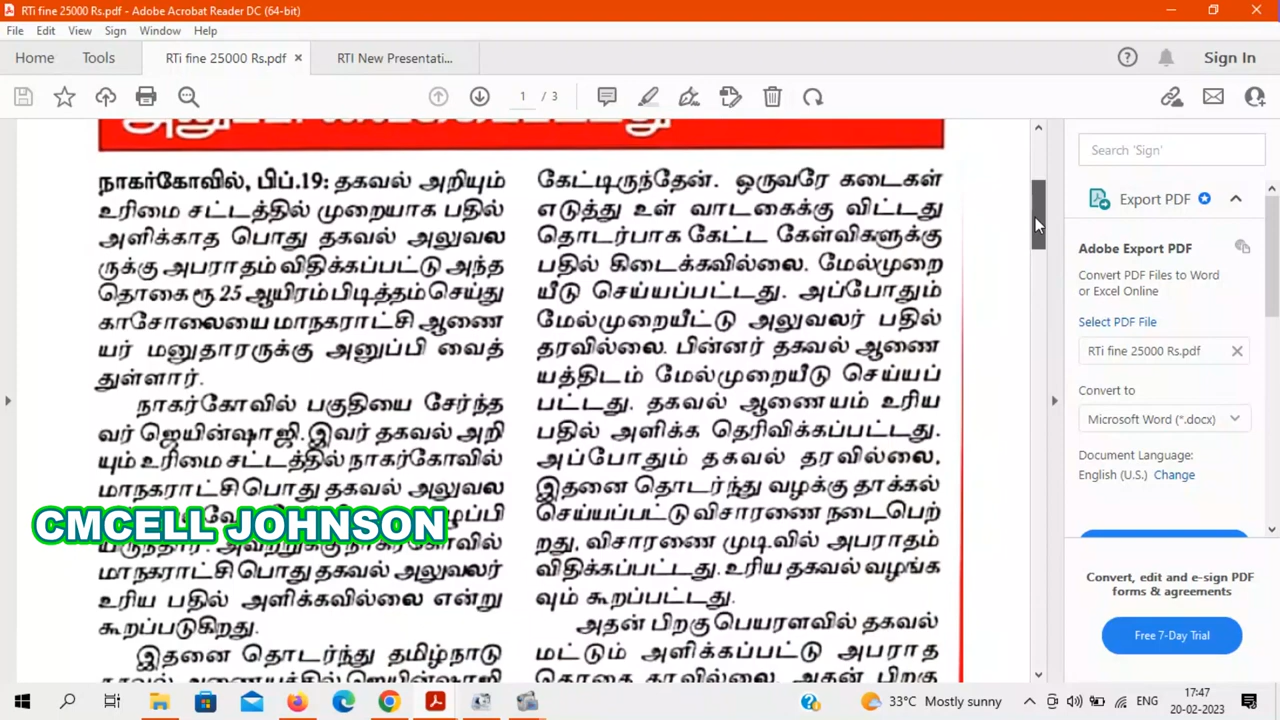 RTi fine 25000 Rs.pdf - Adobe Acrobat Reader DC (64-bit)
File Edit View Sign Window Help
Home Tools RTi fine 25000 Rs.pdf × RTI New Presentati... Sign In
1 / 3
நாகர்கோவில், பிப்.19: தகவல் அறியும்
உரிமை சட்டத்தில் முறையாக பதில்
அளிக்காத பொது தகவல் அலுவல
ருக்கு அபராதம் விதிக்கப்பட்டு அந்த
தொகை ரூ 25 ஆயிரம் பிடித்தம் செய்து
காசோலையை மாநகராட்சி ஆணை
யர் மனுதாரருக்கு அனுப்பி வைத்
துள்ளார்.
நாகர்கோவில் பகுதியை சேர்ந்த
வர் ஜெயின்ஷாஜி. இவர் தகவல் அறி
யும் உரிமை சட்டத்தில் நாகர்கோவில்
மாநகராட்சி பொது தகவல் அலுவல
CMCELL JOHNSON
மாநகராட்சி பொது தகவல் அலுவலர்
உரிய பதில் அளிக்கவில்லை என்று
கூறப்படுகிறது.
இதனை தொடர்ந்து தமிழ்நாடு
கேட்டிருந்தேன். ஒருவரே கடைகள்
எடுத்து உள் வாடகைக்கு விட்டது
தொடர்பாக கேட்ட கேள்விகளுக்கு
பதில் கிடைக்கவில்லை. மேல்முறை
யீடு செய்யப்பட்டது. அப்போதும்
மேல்முறையீட்டு அலுவலர் பதில்
தரவில்லை. பின்னர் தகவல் ஆணை
யத்திடம் மேல்முறையீடு செய்யப்
பட்டது. தகவல் ஆணையம் உரிய
பதில் அளிக்க தெரிவிக்கப்பட்டது.
அப்போதும் தகவல் தரவில்லை,
இதனை தொடர்ந்து வழக்கு தாக்கல்
செய்யப்பட்டு விசாரணை நடைபெற்
றது, விசாரணை முடிவில் அபராதம்
விதிக்கப்பட்டது. உரிய தகவல் வழங்க
வும் கூறப்பட்டது.
அதன் பிறகு பெயரளவில் தகவல்
மட்டும் அளிக்கப்பட்டு அபராத
Search 'Sign'
Export PDF
Adobe Export PDF
Convert PDF Files to Word
or Excel Online
Select PDF File
RTi fine 25000 Rs.pdf
Convert to
Microsoft Word (*.docx)
Document Language:
English (U.S.) Change
Convert, edit and e-sign PDF
forms & agreements
Free 7-Day Trial
33°C Mostly sunny ENG 17:47
20-02-2023